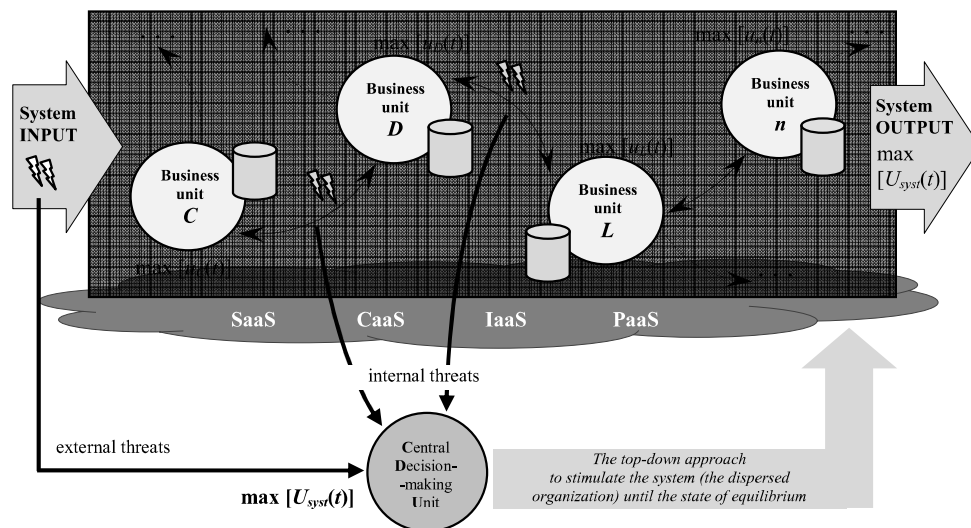 max [u_D(t)]
max [u_n(t)]
System
INPUT
Business
unit
D
Business
unit
n
System
OUTPUT
max
[U_syst(t)]
Business
unit
C
max [u_L(t)]
Business
unit
L
max [u_C(t)]
SaaS CaaS IaaS PaaS
internal threats
external threats
Central
Decision-
-making
Unit
max [U_syst(t)]
The top-down approach
to stimulate the system (the dispersed
organization) until the state of equilibrium